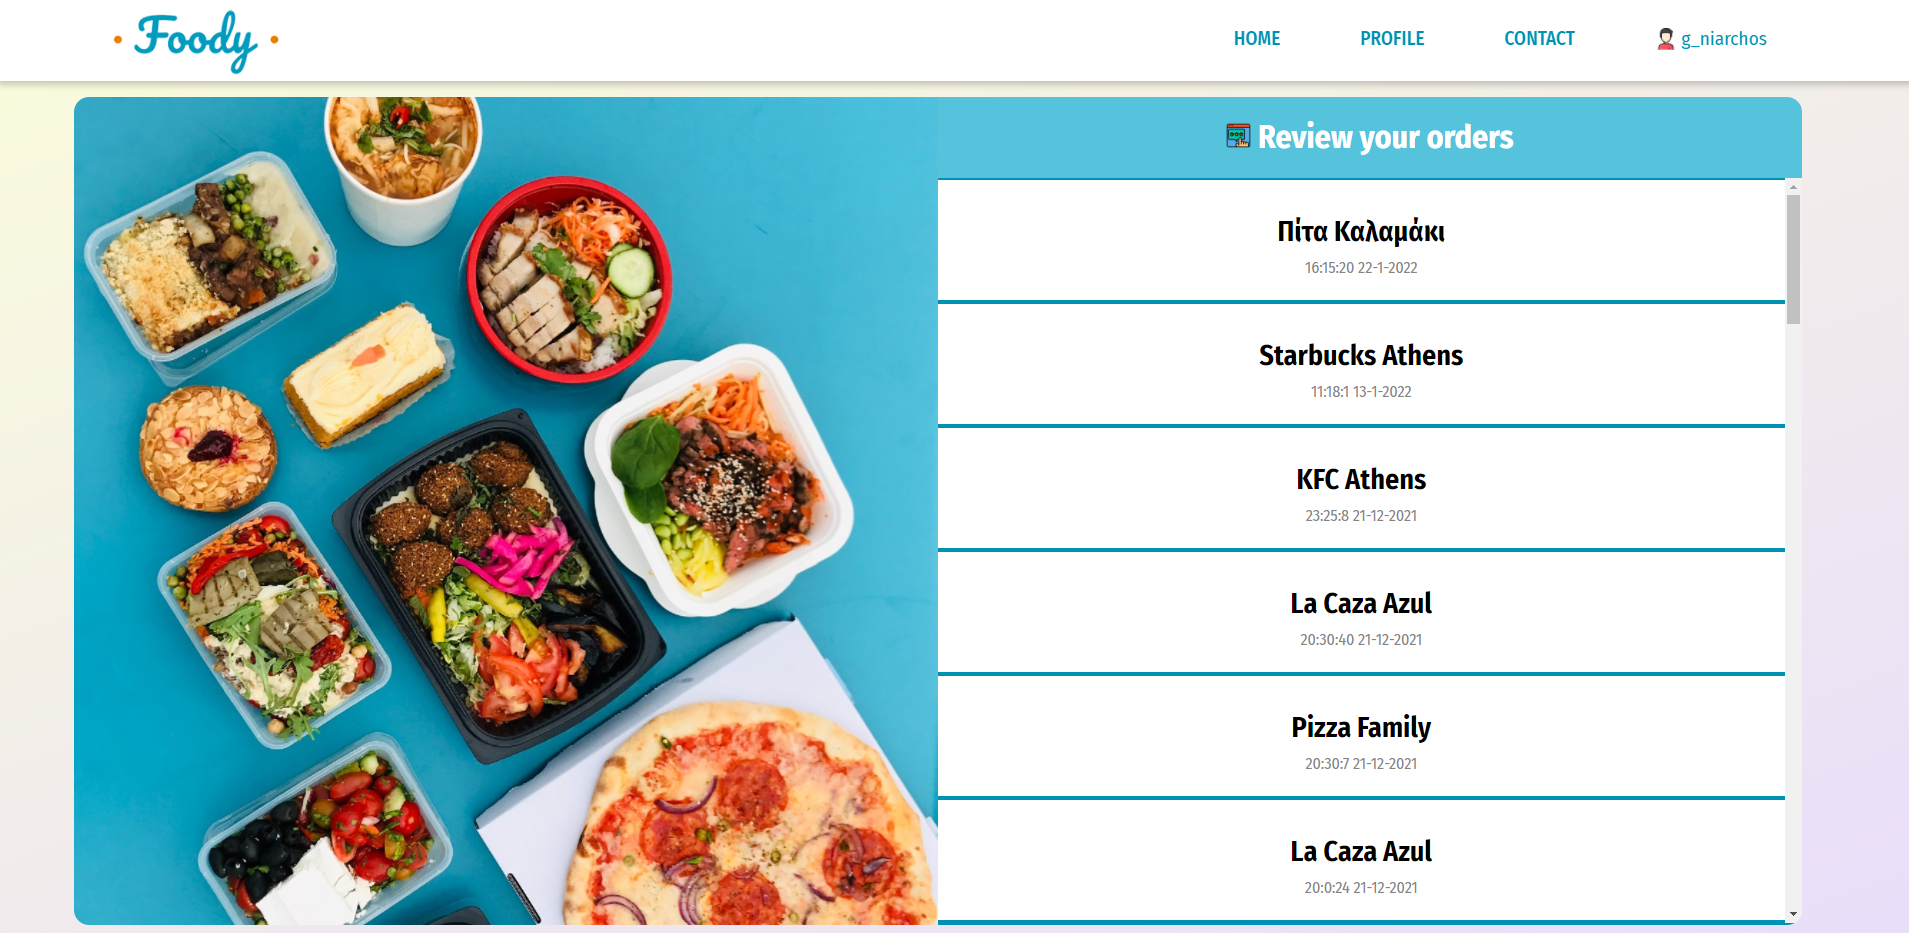 Foody
HOME
PROFILE
CONTACT
g_niarchos
Review your orders
Πίτα Καλαμάκι
16:15:20 22-1-2022
Starbucks Athens
11:18:1 13-1-2022
KFC Athens
23:25:8 21-12-2021
La Caza Azul
20:30:40 21-12-2021
Pizza Family
20:30:7 21-12-2021
La Caza Azul
20:0:24 21-12-2021